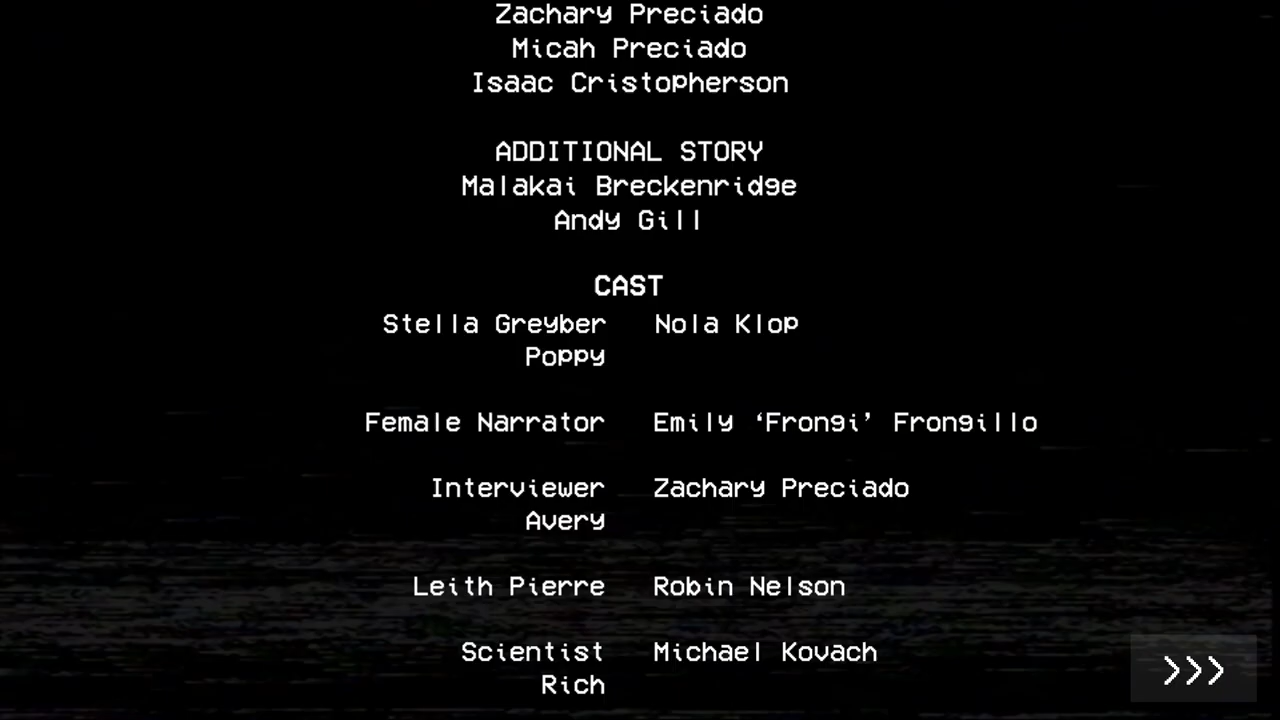 Zachary Preciado
Micah Preciado
Isaac Cristopherson
ADDITIONAL STORY
Malakai Breckenridge
Andy Gill
CAST
Stella Greyber Nola Klop
Poppy
Female Narrator Emily ‘Frongi’ Frongillo
Interviewer Zachary Preciado
Avery
Leith Pierre Robin Nelson
Scientist Michael Kovach
Rich
>>>